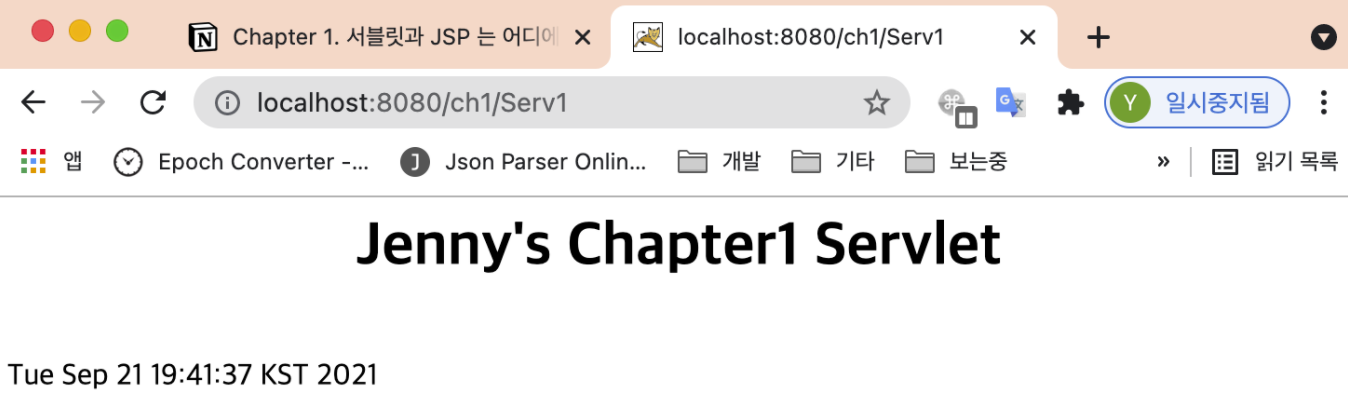 Chapter 1. 서블릿과 JSP 는 어디에
localhost:8080/ch1/Serv1
localhost:8080/ch1/Serv1
Y 일시중지됨
앱 Epoch Converter -... J Json Parser Onlin... 개발 기타 보는중 » 읽기 목록
Jenny's Chapter1 Servlet
Tue Sep 21 19:41:37 KST 2021